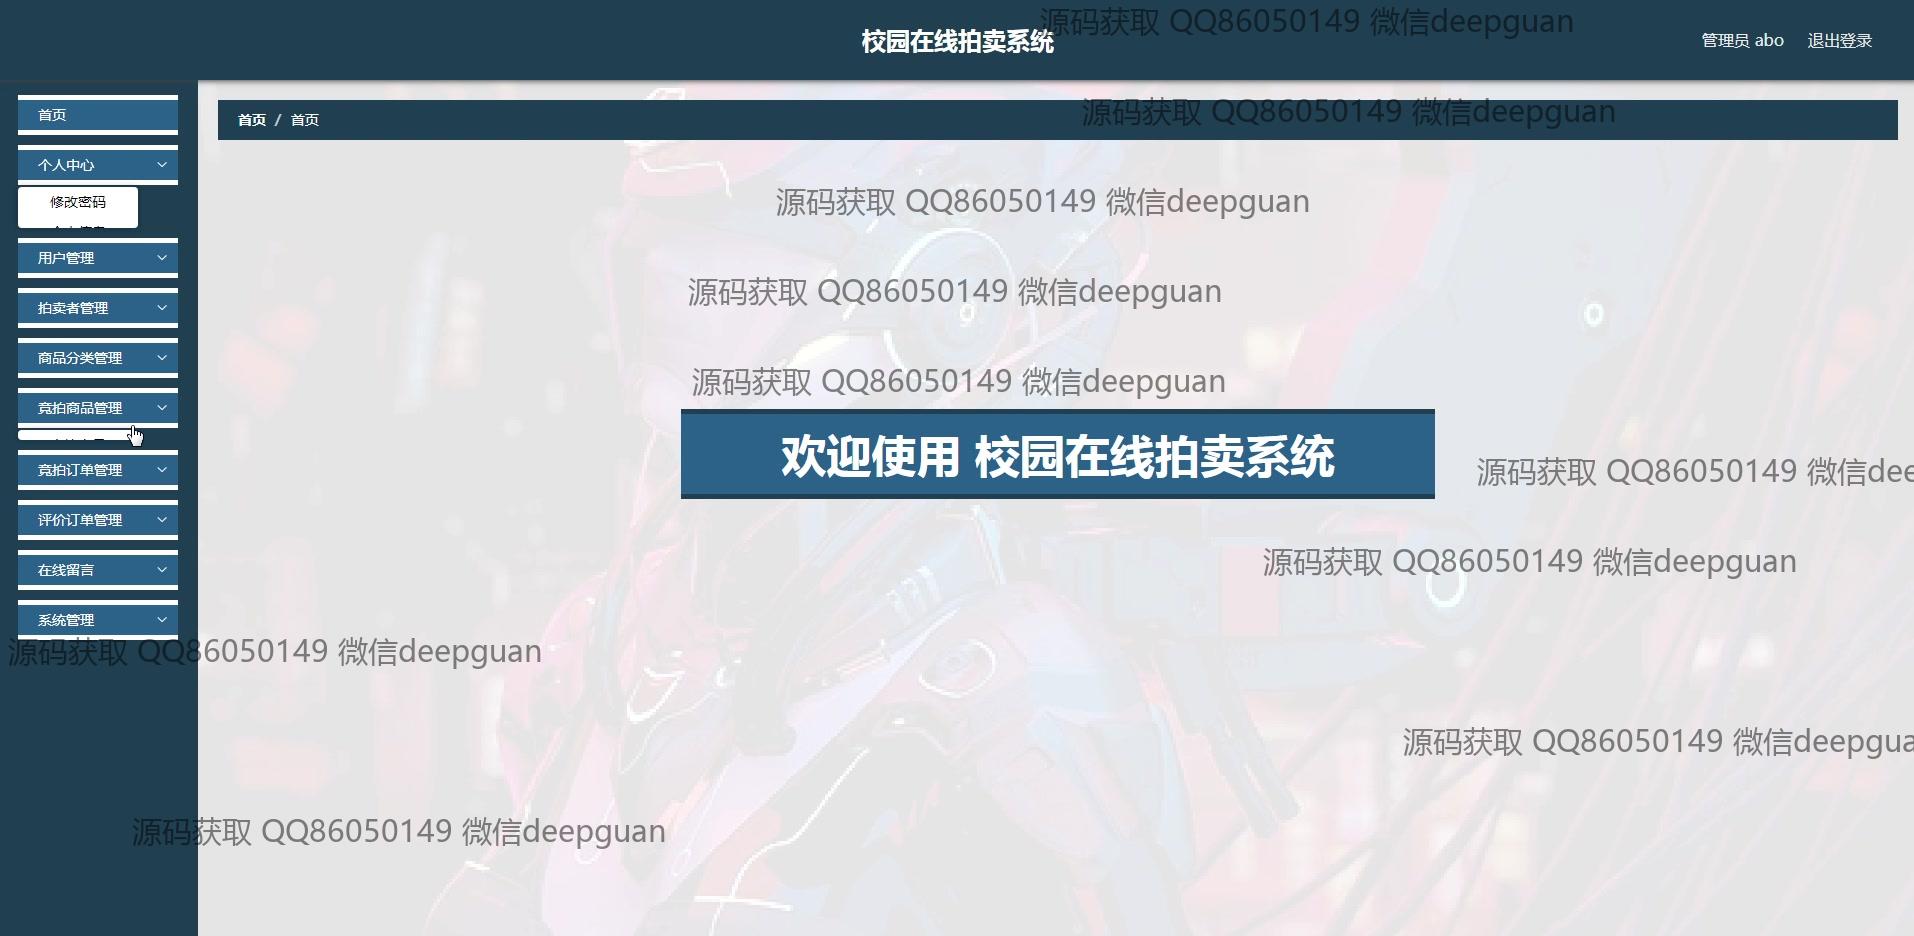 校园在线拍卖系统
源码获取 QQ86050149 微信deepguan
管理员 abo
退出登录
首页
个人中心
修改密码
用户管理
拍卖者管理
商品分类管理
竞拍商品管理
竞拍订单管理
评价订单管理
在线留言
系统管理
首页 / 首页
源码获取 QQ86050149 微信deepguan
源码获取 QQ86050149 微信deepguan
源码获取 QQ86050149 微信deepguan
源码获取 QQ86050149 微信deepguan
欢迎使用 校园在线拍卖系统
源码获取 QQ86050149 微信dee
源码获取 QQ86050149 微信deepguan
源码获取 QQ86050149 微信deepguan
源码获取 QQ86050149 微信deepgua
源码获取 QQ86050149 微信deepguan